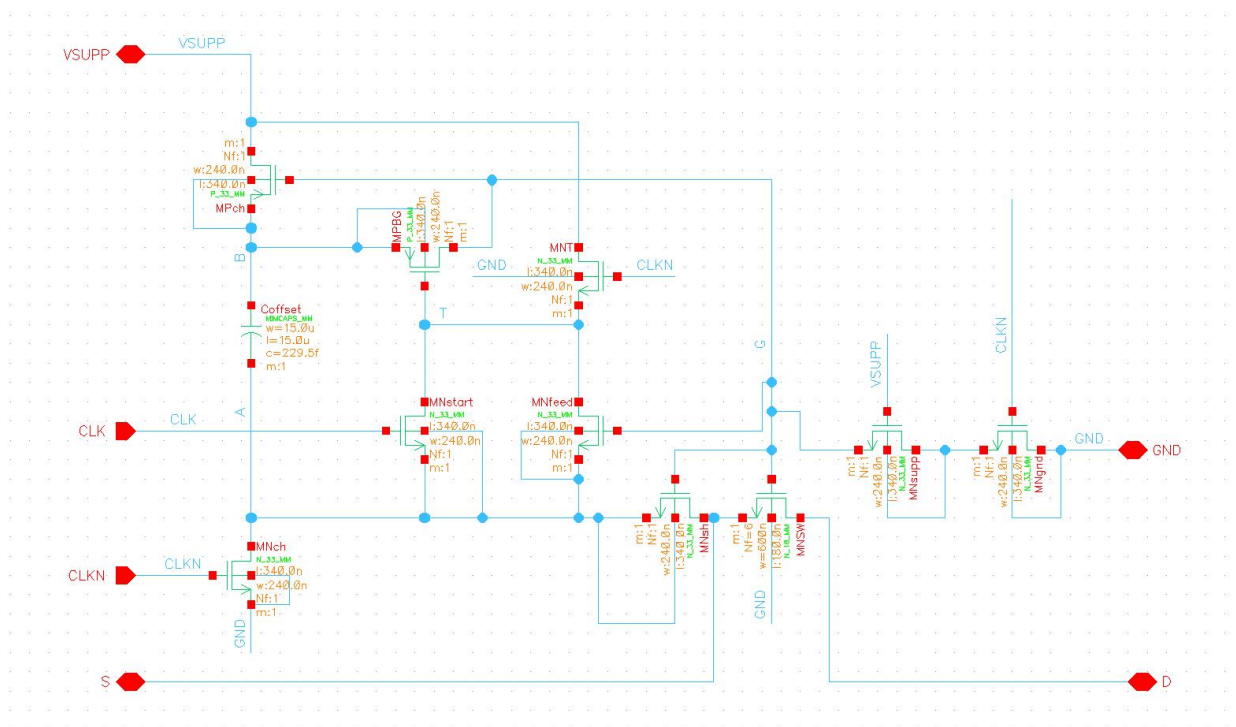 VSUPP
VSUPP
m:1
Nf:1
w:240.0n
l:340.0n
P_33_MM
MPch
MPBG
P_33_MM
l:340.0n
w:240.0n
Nf:1
m:1
B
GND
MNT
N_33_MM
l:340.0n
w:240.0n
Nf:1
m:1
CLKN
Coffset
MIMCAPS_MM
w=15.0u
l=15.0u
c=229.5f
m:1
T
G
A
CLK
CLK
MNstart
N_33_MM
l:340.0n
w:240.0n
Nf:1
m:1
MNfeed
N_33_MM
l:340.0n
w:240.0n
Nf:1
m:1
VSUPP
m:1
Nf:1
w:240.0n
l:340.0n
N_33_MM
MNsupp
CLKN
m:1
Nf:1
w:240.0n
l:340.0n
N_33_MM
MNgnd
GND
GND
m:1
Nf:1
w:240.0n
l:340.0n
N_33_MM
MNsh
m:1
Nf=6
w=600n
l:180.0n
N_18_MM
MNSW
GND
CLKN
CLKN
MNch
N_33_MM
l:340.0n
w:240.0n
Nf:1
m:1
GND
S
D